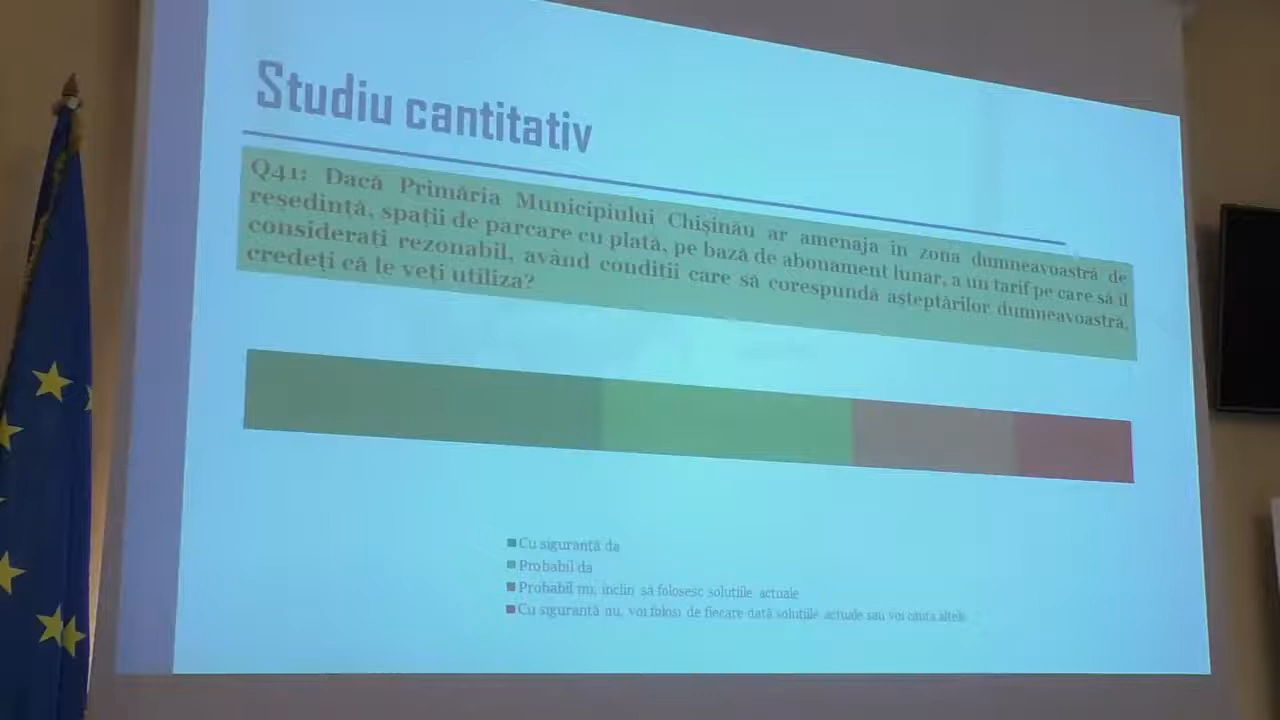 Studiu cantitativ
Q41: Dacă Primăria Municipiului Chișinău ar amenaja în zona dumneavoastră de
reședință, spații de parcare cu plată, pe bază de abonament lunar, a un tarif pe care să îl
considerați rezonabil, având condiții care să corespundă așteptărilor dumneavoastră,
credeți că le veți utiliza?
Cu siguranță da
Probabil da
Probabil nu, inclin să folosesc soluțiile actuale
Cu siguranță nu, voi folosi de fiecare dată soluțiile actuale sau voi căuta altele